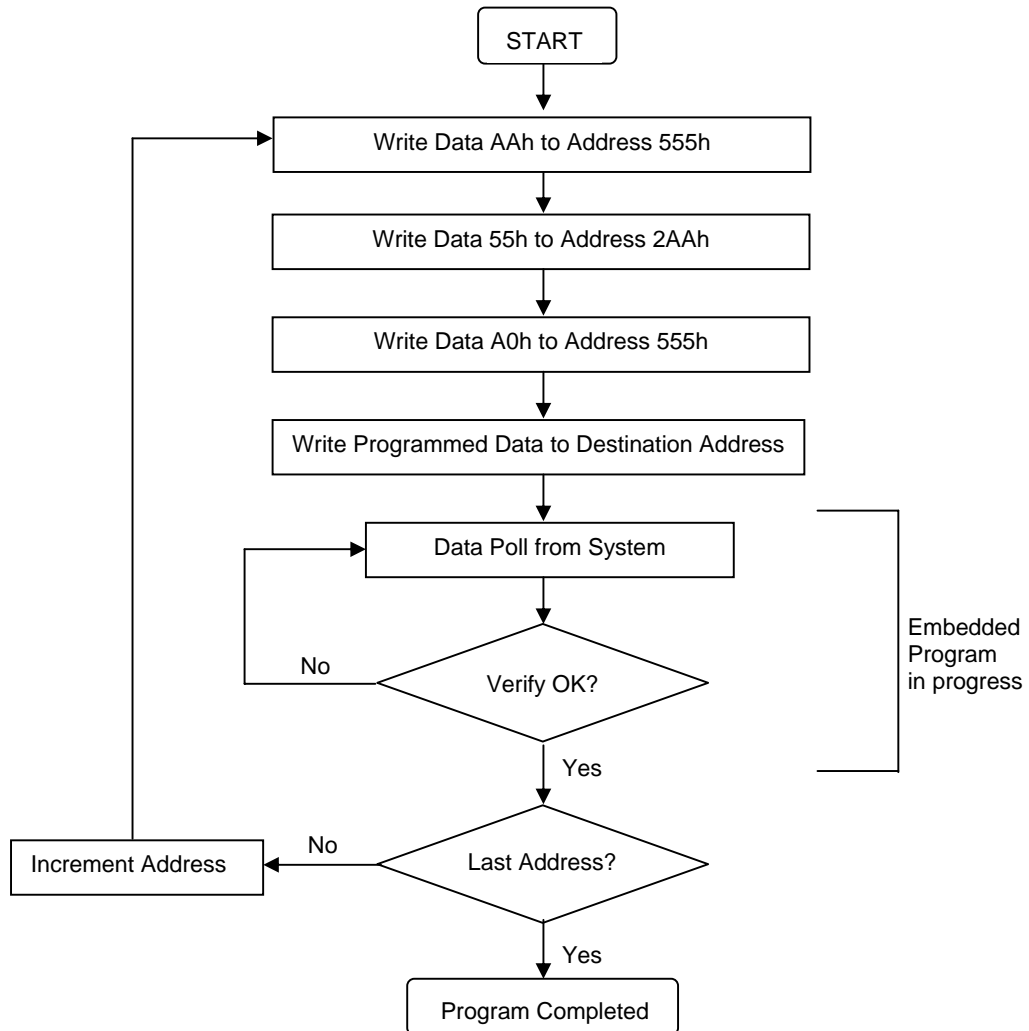 START
Write Data AAh to Address 555h
Write Data 55h to Address 2AAh
Write Data A0h to Address 555h
Write Programmed Data to Destination Address
Data Poll from System
Embedded
Program
in progress
No
Verify OK?
Yes
Increment Address
No
Last Address?
Yes
Program Completed